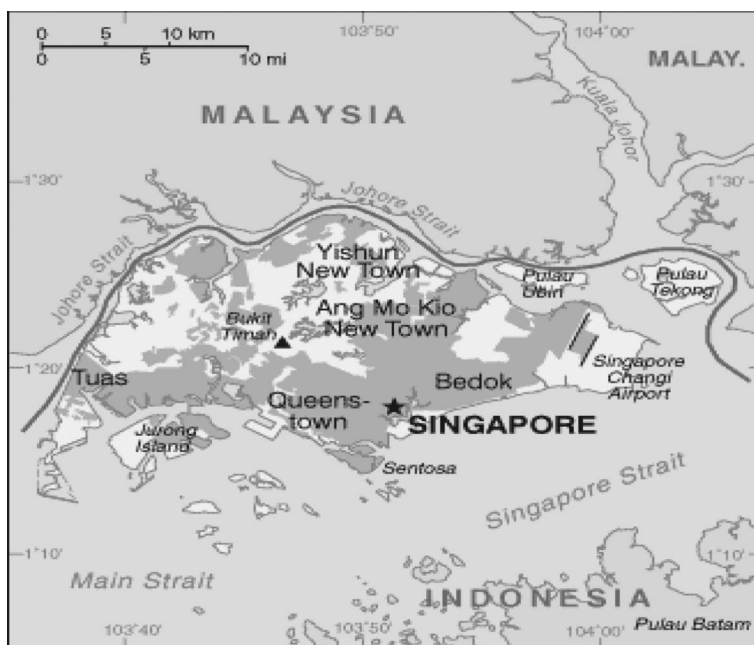 0 5 10 km
0 5 10 mi
103°50'
104°00'
MALAY.
MALAYSIA
Kuala Johor
1°30'
1°30'
Johore Strait
Johore Strait
Yishun
New Town
Pulau
Ubin
Pulau
Tekong
Ang Mo Kio
New Town
Bukit
Timah
1°20'
1°20'
Tuas
Bedok
Singapore
Changi
Airport
Queens-
town
SINGAPORE
Jurong
Island
Sentosa
Singapore Strait
1°10'
1°10'
Main Strait
INDONESIA
Pulau Batam
103°40'
103°50'
104°00'